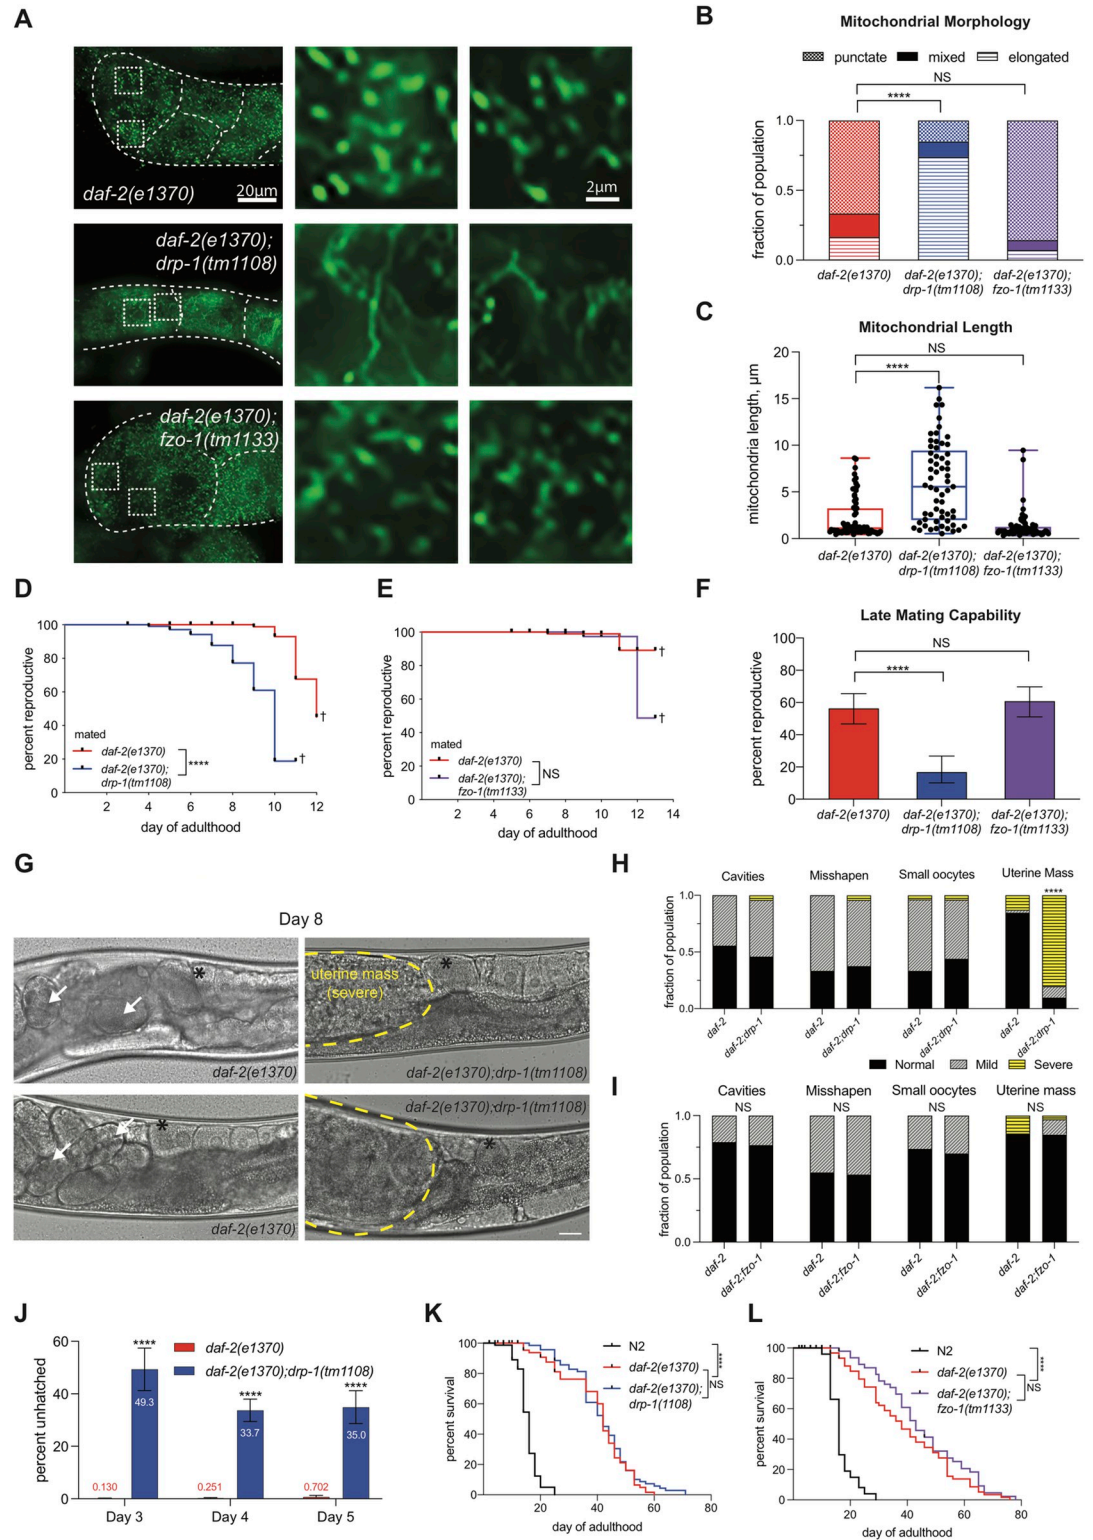 A
daf-2(e1370)
20µm
2µm
daf-2(e1370);
drp-1(tm1108)
daf-2(e1370);
fzo-1(tm1133)
B
Mitochondrial Morphology
punctate mixed elongated
NS
****
fraction of population
1.0
0.5
0.0
daf-2(e1370) daf-2(e1370); daf-2(e1370);
drp-1(tm1108) fzo-1(tm1133)
C
Mitochondrial Length
NS
****
mitochondria length, µm
20
15
10
5
0
daf-2(e1370) daf-2(e1370); daf-2(e1370);
drp-1(tm1108) fzo-1(tm1133)
D
percent reproductive
100
80
60
40
20
0
mated
daf-2(e1370)
daf-2(e1370);
drp-1(tm1108)
****
†
†
2 4 6 8 10 12
day of adulthood
E
percent reproductive
100
80
60
40
20
0
mated
daf-2(e1370)
daf-2(e1370);
fzo-1(tm1133)
NS
†
†
2 4 6 8 10 12 14
day of adulthood
F
Late Mating Capability
NS
****
percent reproductive
100
80
60
40
20
0
daf-2(e1370) daf-2(e1370); daf-2(e1370);
drp-1(tm1108) fzo-1(tm1133)
G
Day 8
*
daf-2(e1370)
uterine mass
(severe)
*
daf-2(e1370);drp-1(tm1108)
*
daf-2(e1370)
daf-2(e1370);drp-1(tm1108)
*
H
Cavities Misshapen Small oocytes Uterine Mass
****
fraction of population
1.0
0.5
0.0
daf-2 daf-2;drp-1 daf-2 daf-2;drp-1 daf-2 daf-2;drp-1 daf-2 daf-2;drp-1
Normal Mild Severe
I
Cavities Misshapen Small oocytes Uterine mass
NS NS NS NS
fraction of population
1.0
0.5
0.0
daf-2 daf-2;fzo-1 daf-2 daf-2;fzo-1 daf-2 daf-2;fzo-1 daf-2 daf-2;fzo-1
J
percent unhatched
60
40
20
0
daf-2(e1370)
daf-2(e1370);drp-1(tm1108)
**** **** ****
0.130 49.3 0.251 33.7 0.702 35.0
Day 3 Day 4 Day 5
K
percent survival
100
80
60
40
20
0
N2
daf-2(e1370)
daf-2(e1370);
drp-1(1108)
****
NS
20 40 60 80
day of adulthood
L
percent survival
100
80
60
40
20
0
N2
daf-2(e1370)
daf-2(e1370);
fzo-1(tm1133)
****
NS
20 40 60 80
day of adulthood